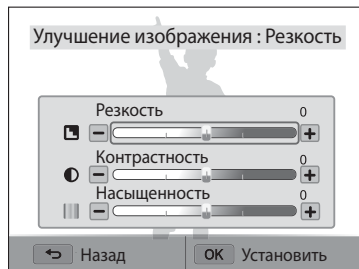 Улучшение изображения : Резкость
Резкость 0
Контрастность 0
Насыщенность 0
Назад OK Установить